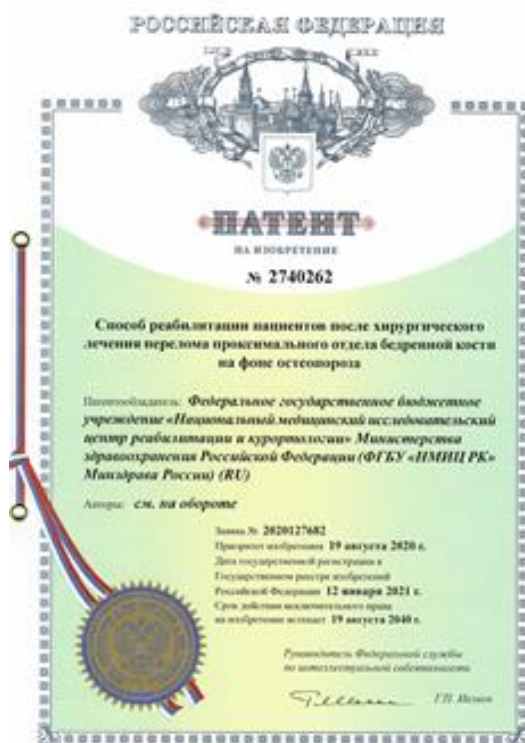 РОССИЙСКАЯ ФЕДЕРАЦИЯ
ПАТЕНТ
НА ИЗОБРЕТЕНИЕ
№ 2740262
Способ реабилитации пациентов после хирургического
лечения перелома проксимального отдела бедренной кости
на фоне остеопороза
Патентообладатель: Федеральное государственное бюджетное
учреждение «Национальный медицинский исследовательский
центр реабилитации и курортологии» Министерства
здравоохранения Российской Федерации (ФГБУ «НМИЦ РК»
Минздрава России) (RU)
Авторы: см. на обороте
Заявка № 2020127682
Приоритет изобретения 19 августа 2020 г.
Дата государственной регистрации в
Государственном реестре изобретений
Российской Федерации 12 января 2021 г.
Срок действия исключительного права
на изобретение истекает 19 августа 2040 г.
Руководитель Федеральной службы
по интеллектуальной собственности
Г.П. Ивлиев